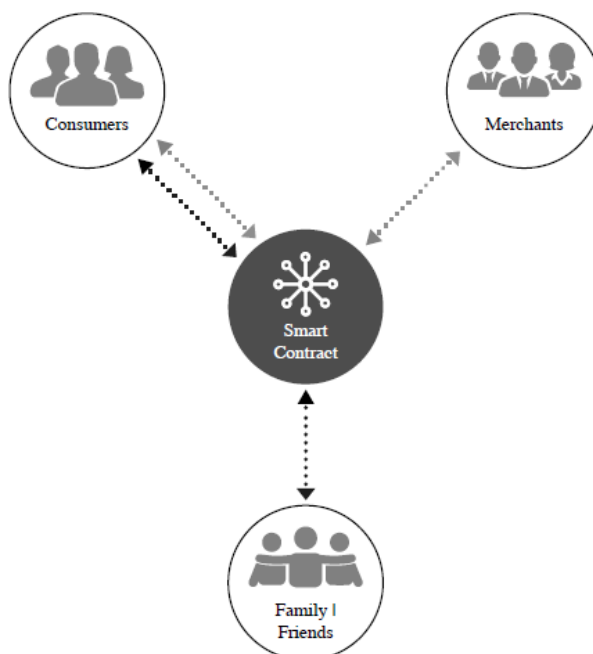 Consumers
Merchants
Smart
Contract
Family |
Friends